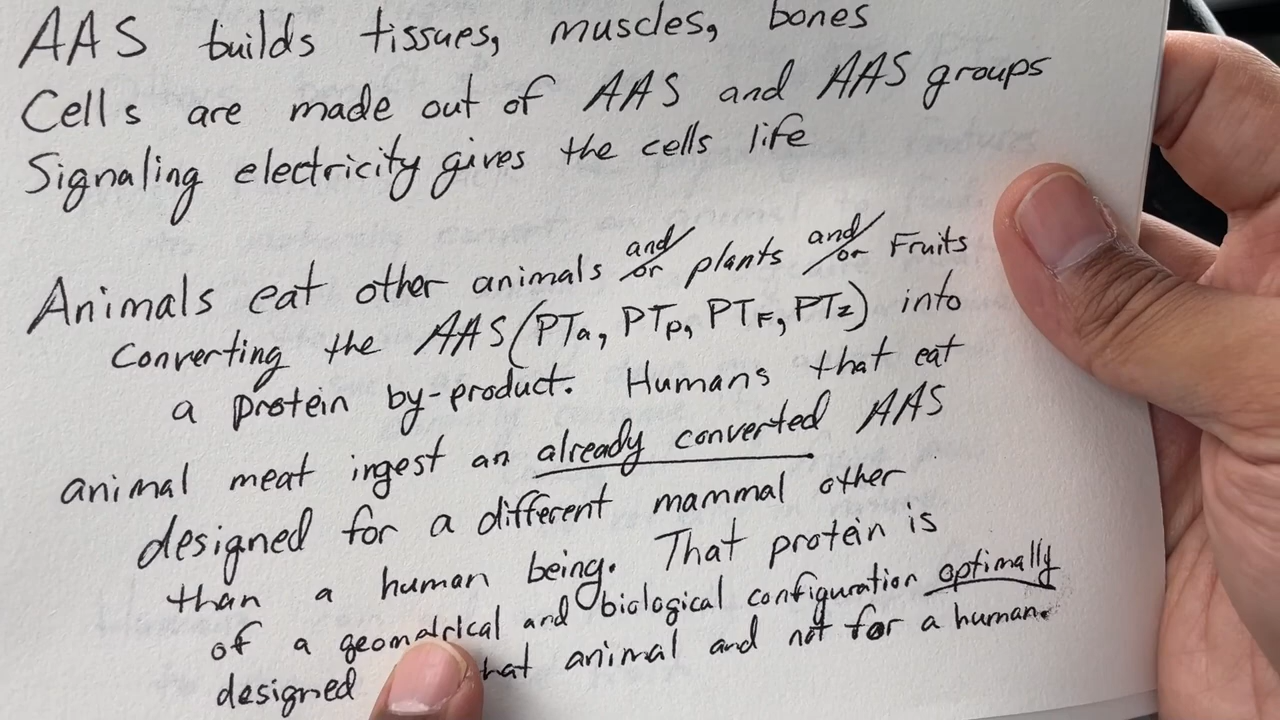 AAS builds tissues, muscles, bones
Cells are made out of AAS and AAS groups
Signaling electricity gives the cells life
Animals eat other animals and/or plants and/or Fruits
Converting the AAS (PTa, PTp, PTF, PTz) into
a protein by-product. Humans that eat
animal meat ingest an already converted AAS
designed for a different mammal other
than a human being. That protein is
of a geometrical and biological configuration optimally
designed hat animal and not for a human.